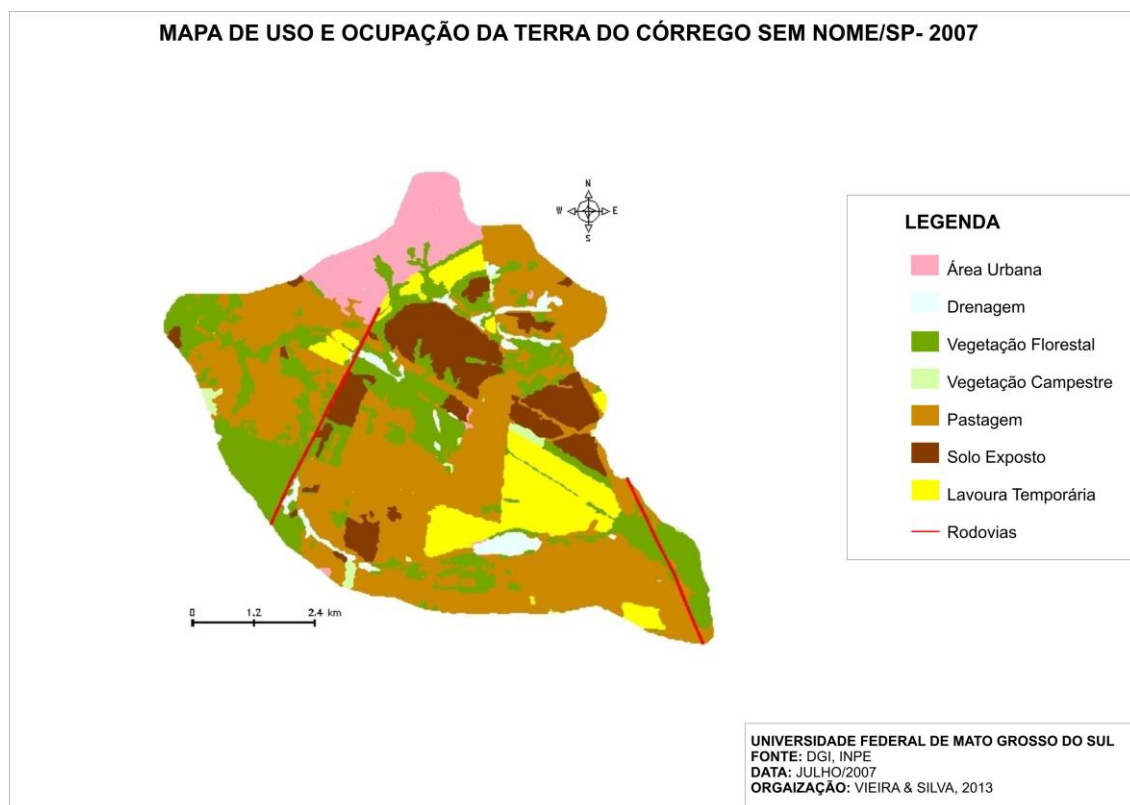 MAPA DE USO E OCUPAÇÃO DA TERRA DO CÓRREGO SEM NOME/SP- 2007
N
W
E
S
LEGENDA
Área Urbana
Drenagem
Vegetação Florestal
Vegetação Campestre
Pastagem
Solo Exposto
Lavoura Temporária
Rodovias
0 1.2 2.4 km
UNIVERSIDADE FEDERAL DE MATO GROSSO DO SUL
FONTE: DGI, INPE
DATA: JULHO/2007
ORGAIZAÇÃO: VIEIRA & SILVA, 2013